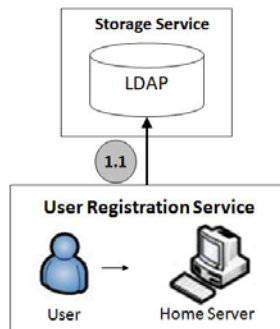 Storage Service
LDAP
1.1
User Registration Service
User
Home Server